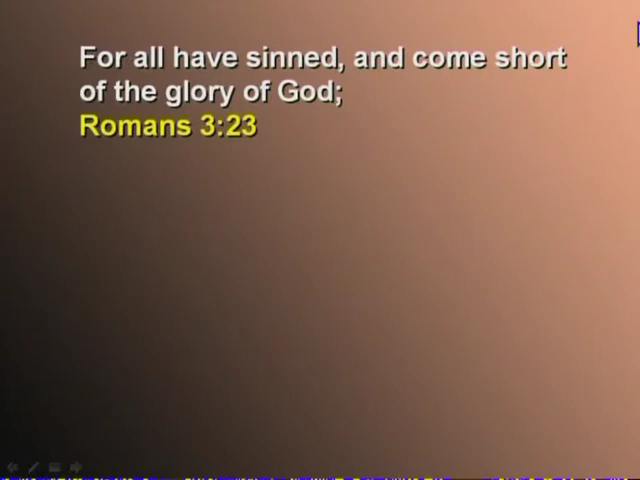 For all have sinned, and come short
of the glory of God;
Romans 3:23